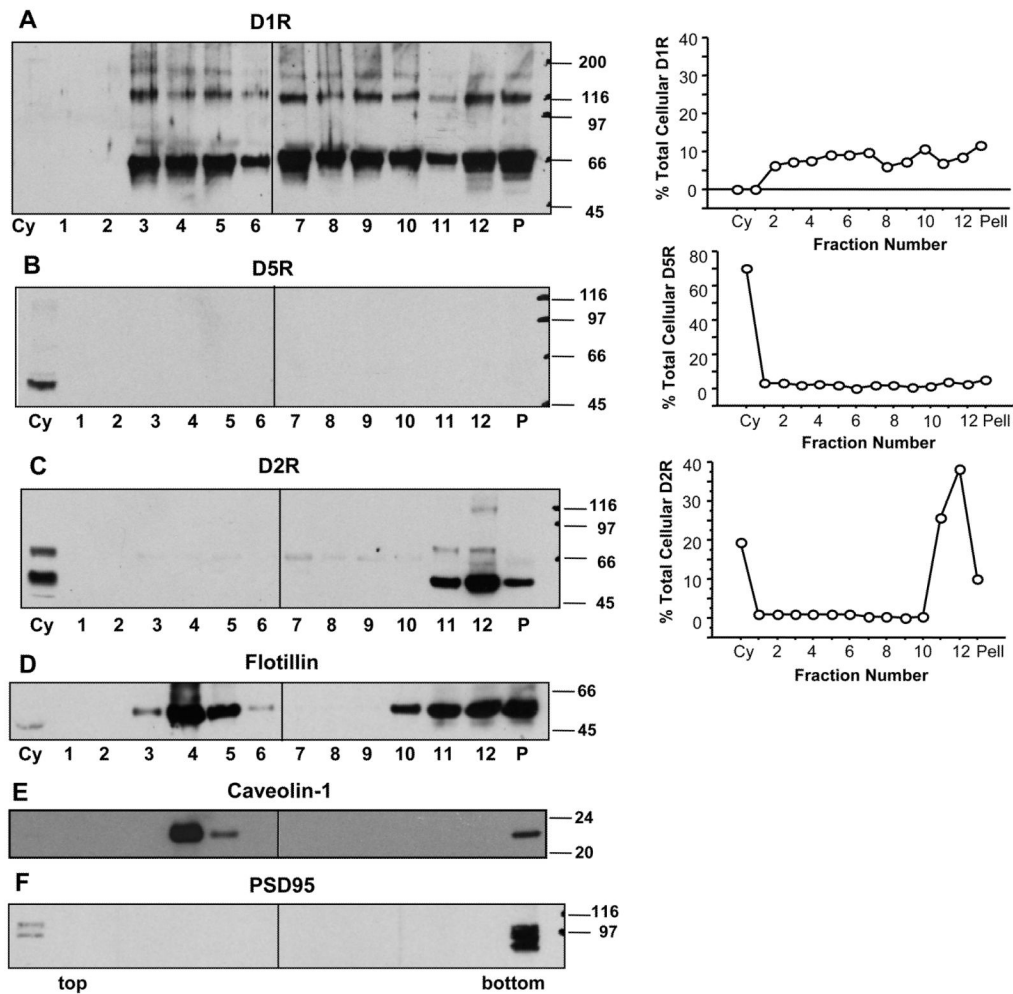 A
D1R
200
116
97
66
45
Cy 1 2 3 4 5 6 7 8 9 10 11 12 P
% Total Cellular D1R
40
30
20
10
0
Cy 2 4 6 8 10 12 Pell
Fraction Number
B
D5R
116
97
66
45
Cy 1 2 3 4 5 6 7 8 9 10 11 12 P
% Total Cellular D5R
80
60
40
20
0
Cy 2 4 6 8 10 12 Pell
Fraction Number
C
D2R
116
97
66
45
Cy 1 2 3 4 5 6 7 8 9 10 11 12 P
% Total Cellular D2R
40
30
20
10
0
Cy 2 4 6 8 10 12 Pell
Fraction Number
D
Flotillin
66
45
Cy 1 2 3 4 5 6 7 8 9 10 11 12 P
E
Caveolin-1
24
20
F
PSD95
116
97
top bottom